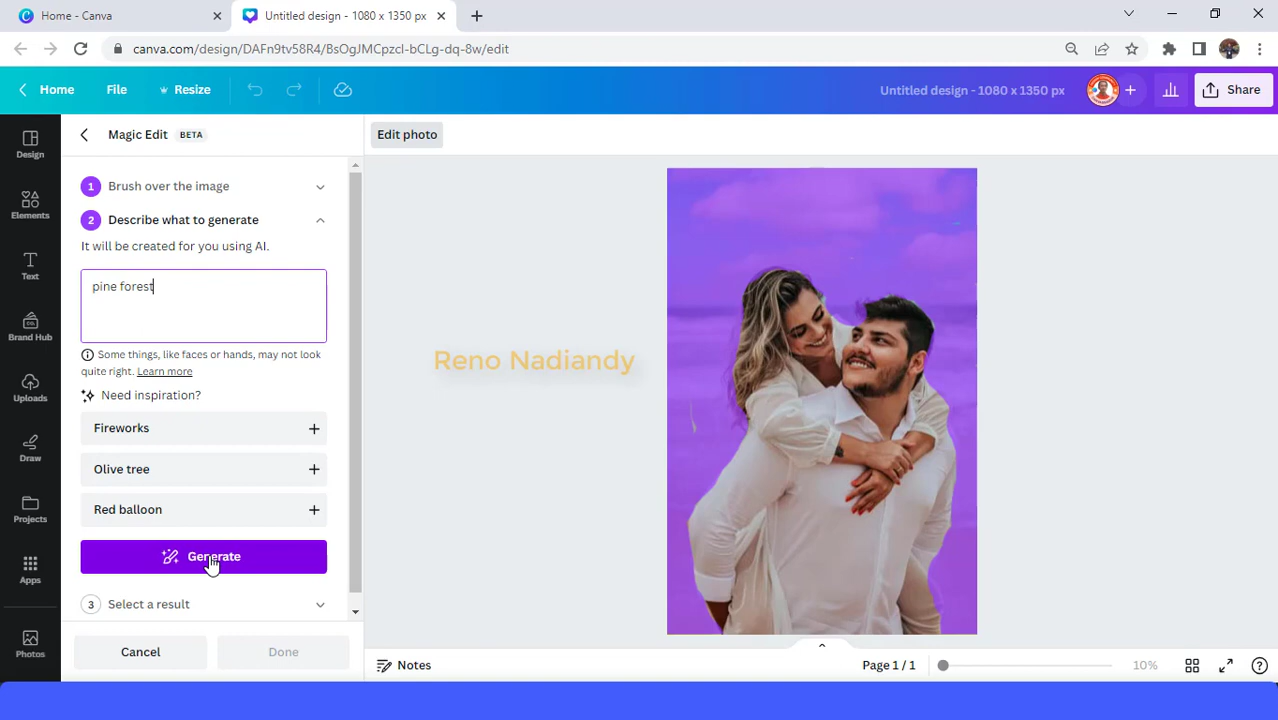 Home - Canva
Untitled design - 1080 x 1350 px
canva.com/design/DAFn9tv58R4/BsOgJMCpzcI-bCLg-dq-8w/edit
Home
File
Resize
Untitled design - 1080 x 1350 px
Share
Design
Elements
Text
Brand Hub
Uploads
Draw
Projects
Apps
Photos
Magic Edit BETA
1 Brush over the image
2 Describe what to generate
It will be created for you using AI.
pine forest
Some things, like faces or hands, may not look
quite right. Learn more
Need inspiration?
Fireworks
Olive tree
Red balloon
Generate
3 Select a result
Cancel
Done
Edit photo
Reno Nadiandy
Notes
Page 1 / 1
10%